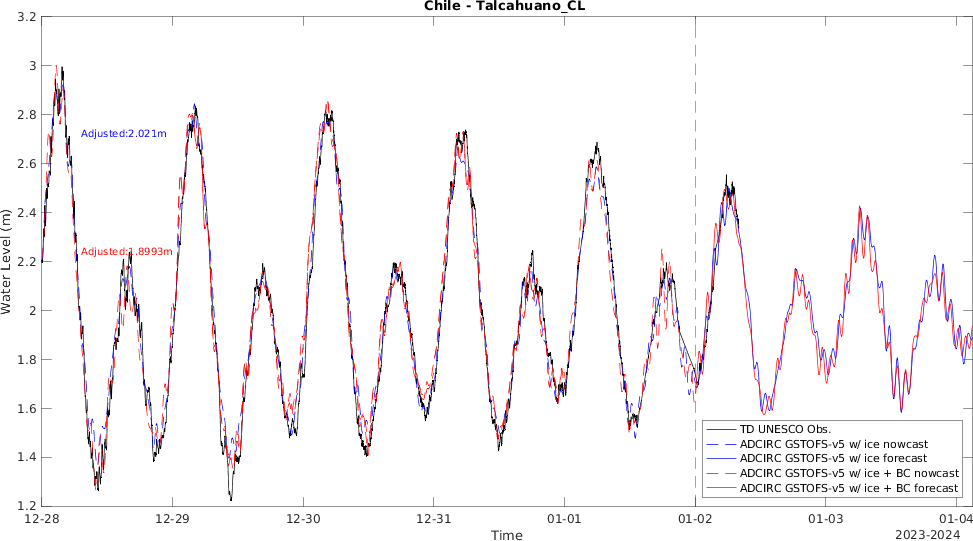 Chile - Talcahuano_CL
3.2
3
2.8
2.6
2.4
2.2
2
1.8
1.6
1.4
1.2
Water Level (m)
Adjusted:2.021m
Adjusted:1.8993m
TD UNESCO Obs.
ADCIRC GSTOFS-v5 w/ ice nowcast
ADCIRC GSTOFS-v5 w/ ice forecast
ADCIRC GSTOFS-v5 w/ ice + BC nowcast
ADCIRC GSTOFS-v5 w/ ice + BC forecast
12-28 12-29 12-30 12-31 01-01 01-02 01-03 01-04
Time
2023-2024